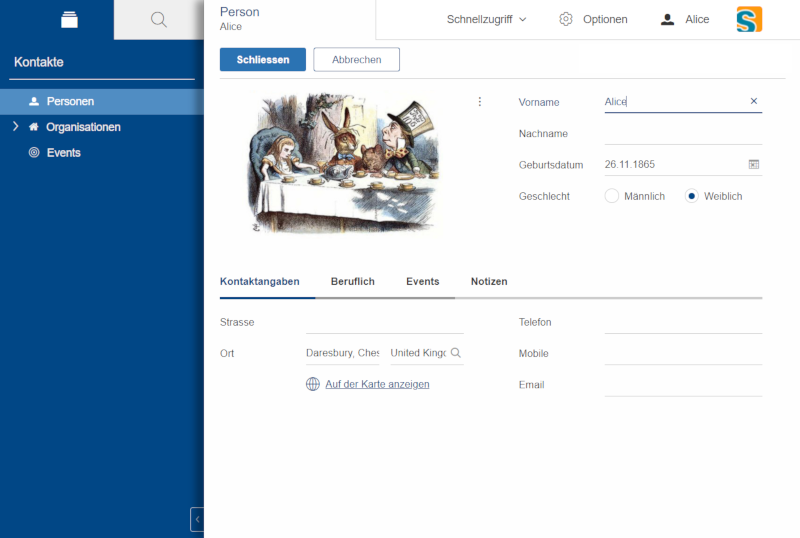 Person
Alice
Schnellzugriff
Optionen
Alice
Kontakte
Personen
Organisationen
Events
Schliessen
Abbrechen
Vorname Alice
Nachname
Geburtsdatum 26.11.1865
Geschlecht Männlich Weiblich
Kontaktangaben Beruflich Events Notizen
Strasse
Ort Daresbury, Ches United Kingd
Auf der Karte anzeigen
Telefon
Mobile
Email